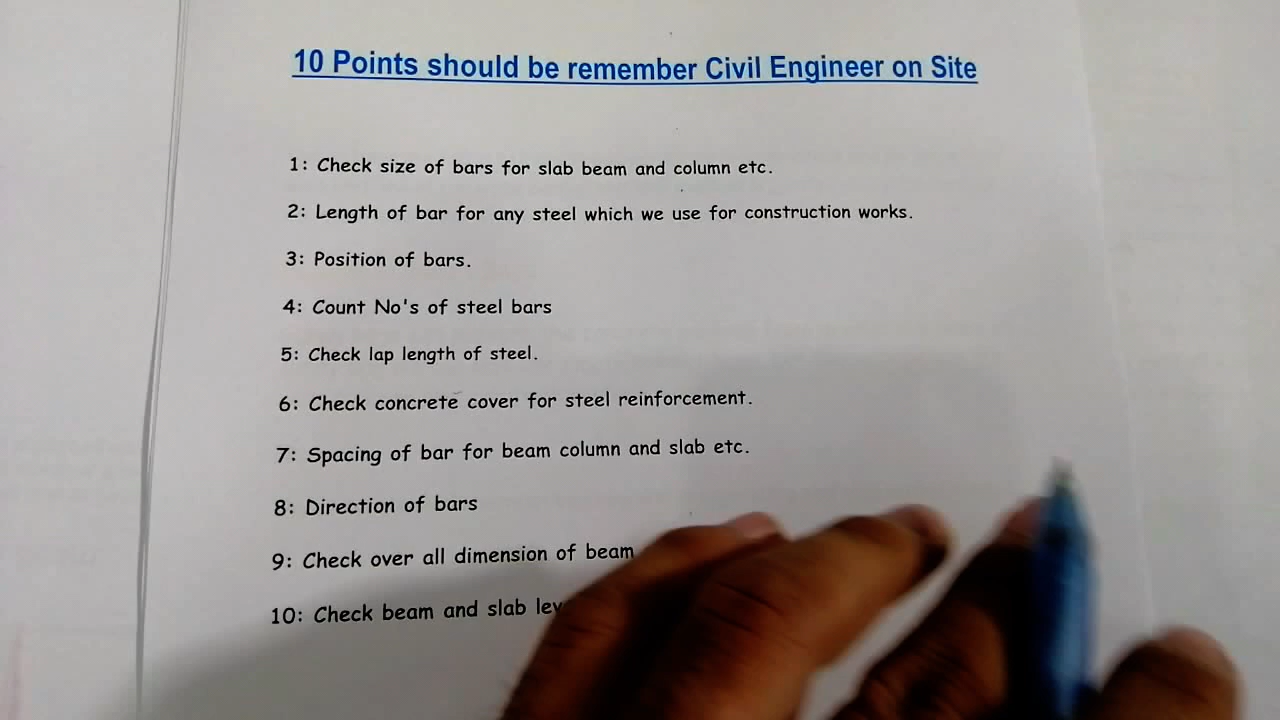 10 Points should be remember Civil Engineer on Site
1: Check size of bars for slab beam and column etc.
2: Length of bar for any steel which we use for construction works.
3: Position of bars.
4: Count No's of steel bars
5: Check lap length of steel.
6: Check concrete cover for steel reinforcement.
7: Spacing of bar for beam column and slab etc.
8: Direction of bars
9: Check over all dimension of beam
10: Check beam and slab